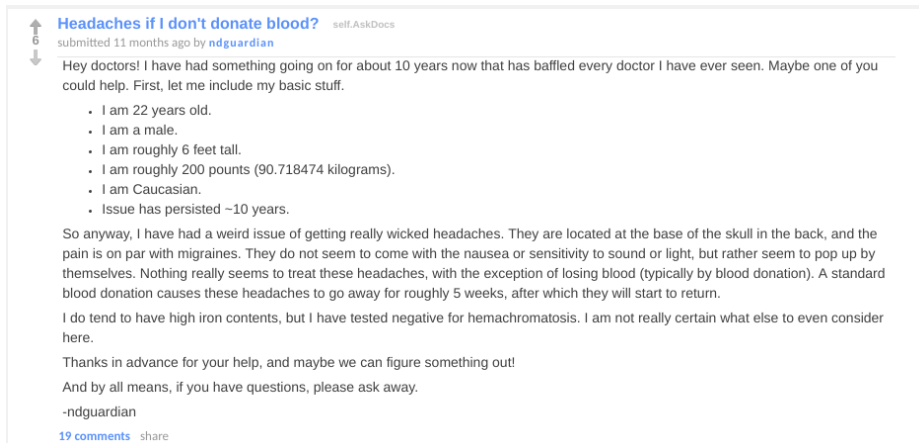 Headaches if I don't donate blood? self.AskDocs
6
submitted 11 months ago by ndguardian
Hey doctors! I have had something going on for about 10 years now that has baffled every doctor I have ever seen. Maybe one of you
could help. First, let me include my basic stuff.
• I am 22 years old.
• I am a male.
• I am roughly 6 feet tall.
• I am roughly 200 pounds (90.718474 kilograms).
• I am Caucasian.
• Issue has persisted ~10 years.
So anyway, I have had a weird issue of getting really wicked headaches. They are located at the base of the skull in the back, and the
pain is on par with migraines. They do not seem to come with the nausea or sensitivity to sound or light, but rather seem to pop up by
themselves. Nothing really seems to treat these headaches, with the exception of losing blood (typically by blood donation). A standard
blood donation causes these headaches to go away for roughly 5 weeks, after which they will start to return.
I do tend to have high iron contents, but I have tested negative for hemachromatosis. I am not really certain what else to even consider
here.
Thanks in advance for your help, and maybe we can figure something out!
And by all means, if you have questions, please ask away.
-ndguardian
19 comments share